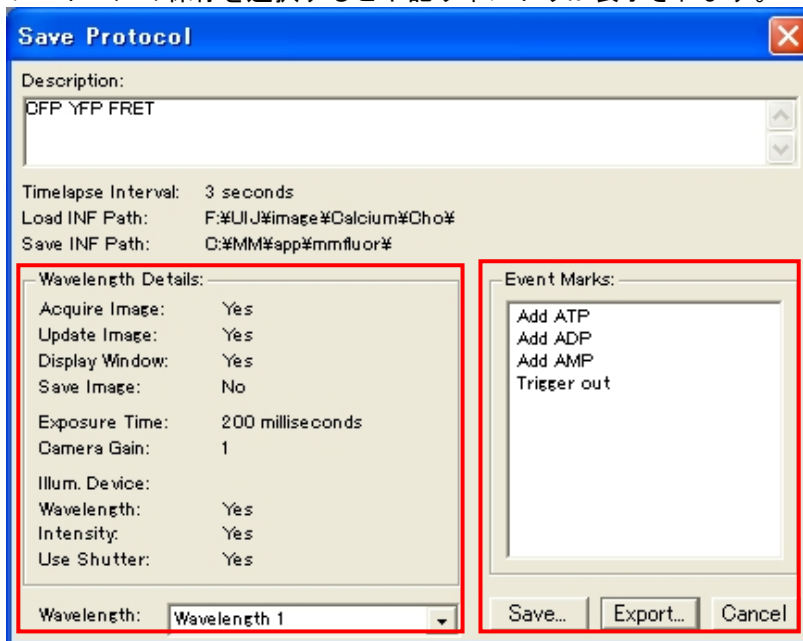 Save Protocol
Description:
CFP YFP FRET
Timelapse Interval: 3 seconds
Load INF Path: F:¥UIJ¥image¥Calcium¥Cho¥
Save INF Path: C:¥MM¥app¥mmfluor¥
Wavelength Details:
Acquire Image: Yes
Update Image: Yes
Display Window: Yes
Save Image: No
Exposure Time: 200 milliseconds
Camera Gain: 1
Illum. Device:
Wavelength: Yes
Intensity: Yes
Use Shutter: Yes
Wavelength: Wavelength 1
Event Marks:
Add ATP
Add ADP
Add AMP
Trigger out
Save... Export... Cancel